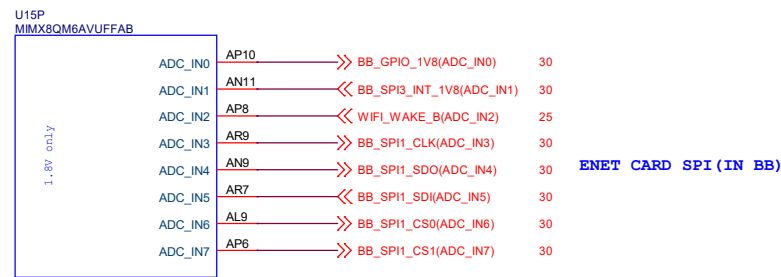 U15P
MIMX8QM6AVUFFAB
ADC_IN0 AP10 BB_GPIO_1V8(ADC_IN0) 30
ADC_IN1 AN11 BB_SPI3_INT_1V8(ADC_IN1) 30
ADC_IN2 AP8 WIFI_WAKE_B(ADC_IN2) 25
ADC_IN3 AR9 BB_SPI1_CLK(ADC_IN3) 30
ADC_IN4 AN9 BB_SPI1_SDO(ADC_IN4) 30
ADC_IN5 AR7 BB_SPI1_SDI(ADC_IN5) 30
ADC_IN6 AL9 BB_SPI1_CS0(ADC_IN6) 30
ADC_IN7 AP6 BB_SPI1_CS1(ADC_IN7) 30
1.8V only
ENET CARD SPI(IN BB)